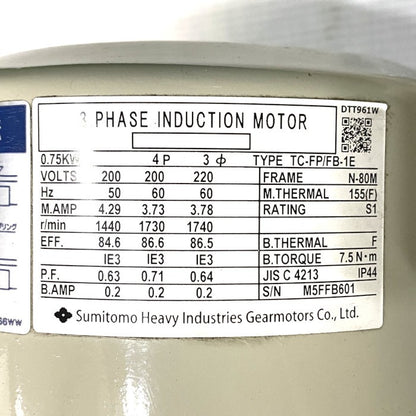 DTT961W
3 PHASE INDUCTION MOTOR
0.75KW 4P 3 ϕ TYPE TC-FP/FB-1E
VOLTS 200 200 220 FRAME N-80M
Hz 50 60 60 M.THERMAL 155(F)
M.AMP 4.29 3.73 3.78 RATING S1
r/min 1440 1730 1740
EFF. 84.6 86.6 86.5 B.THERMAL F
IE3 IE3 IE3 B.TORQUE 7.5 N·m
P.F. 0.63 0.71 0.64 JIS C 4213 IP44
B.AMP 0.2 0.2 0.2 S/N M5FFB601
Sumitomo Heavy Industries Gearmotors Co., Ltd.